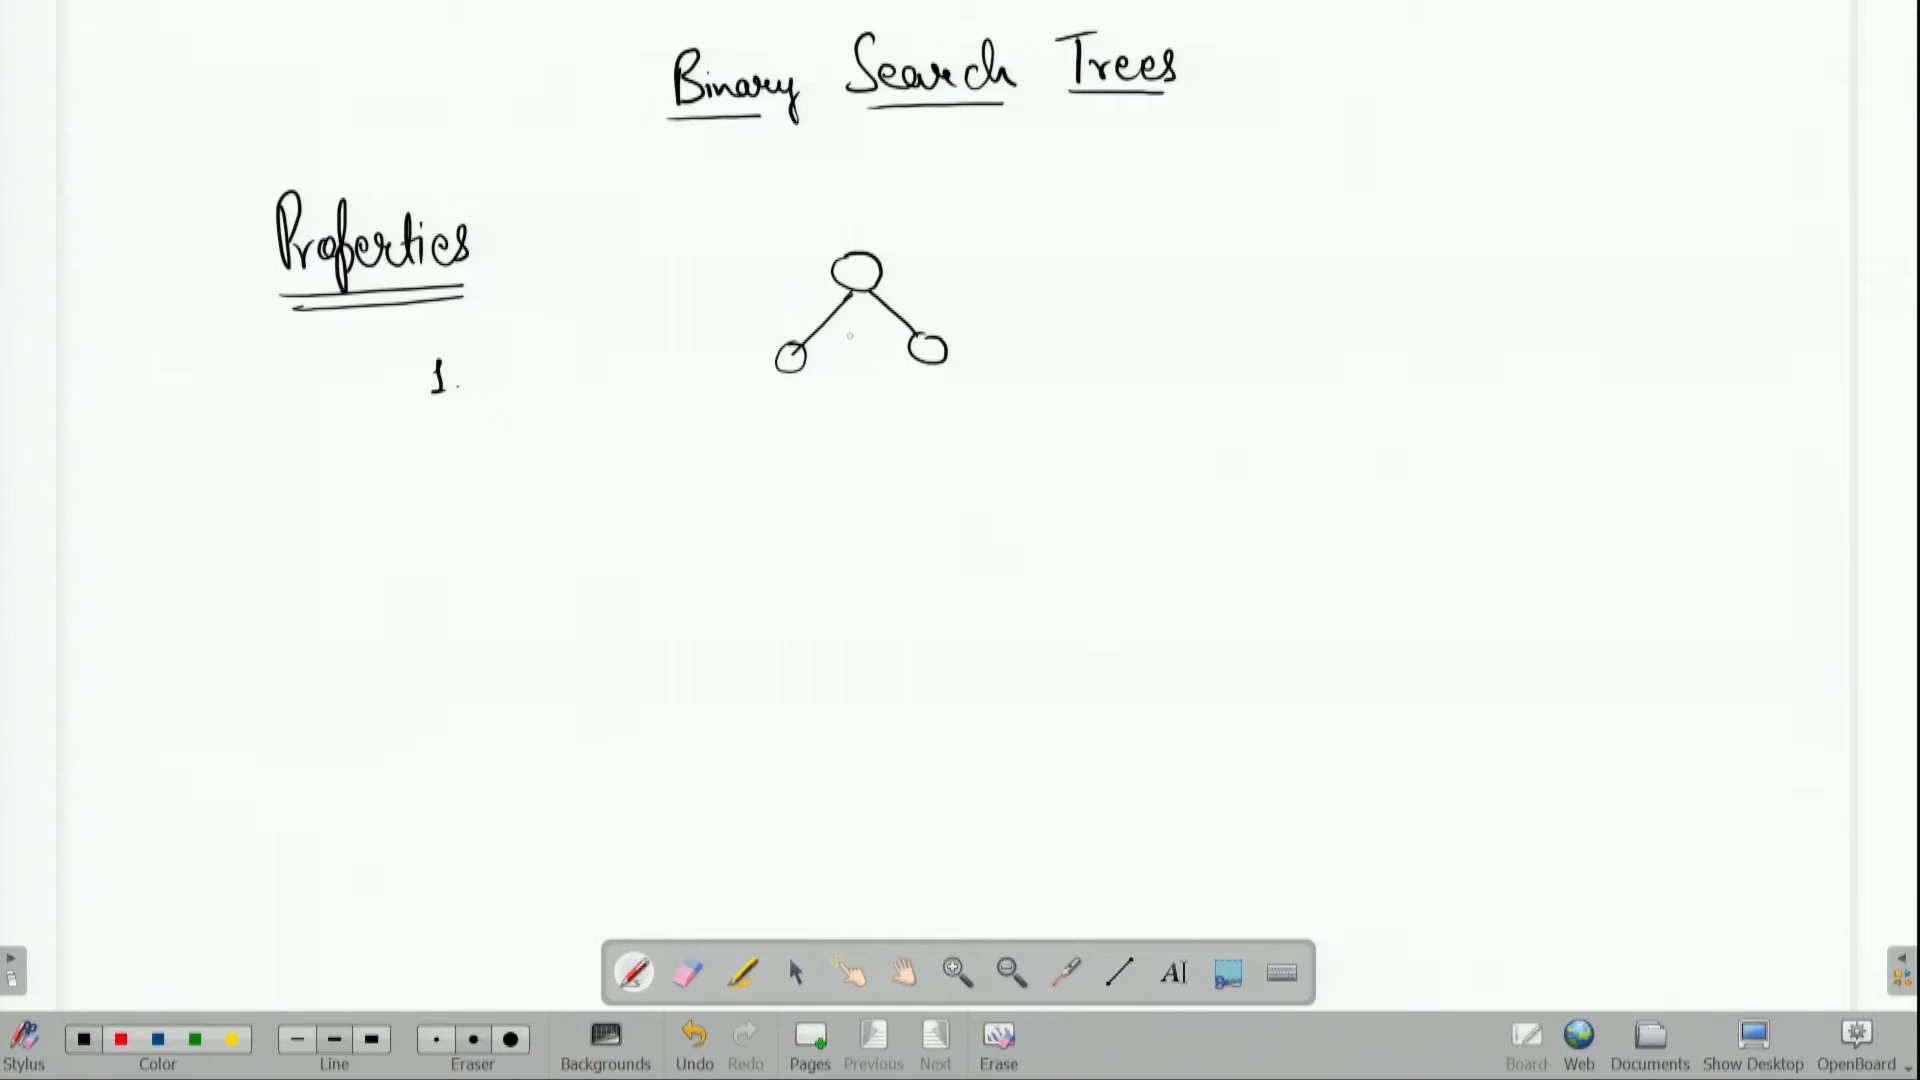 Binary Search Trees
Properties
1.
AI
Stylus
Color
Line
Eraser
Backgrounds
Undo
Redo
Pages
Previous
Next
Erase
Board
Web
Documents
Show Desktop
OpenBoard